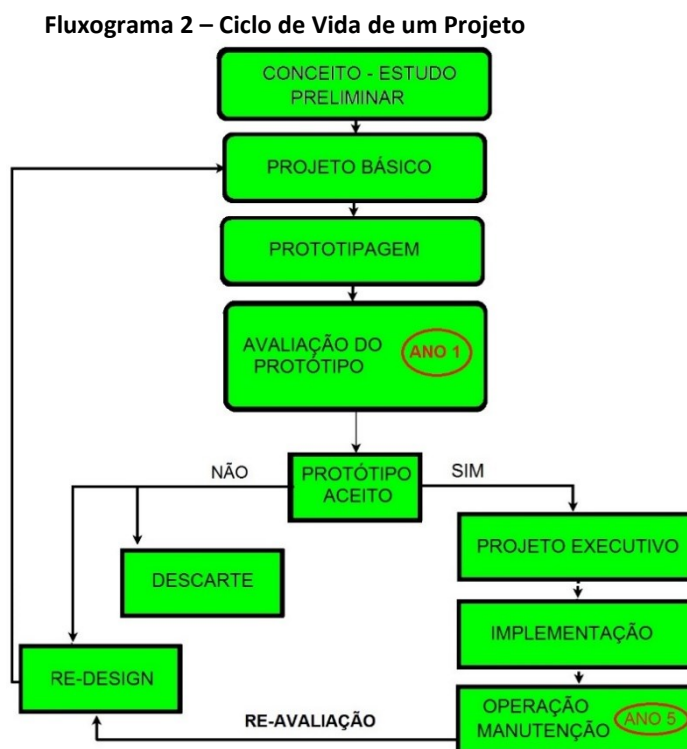 Fluxograma 2 – Ciclo de Vida de um Projeto
CONCEITO - ESTUDO
PRELIMINAR
PROJETO BÁSICO
PROTOTIPAGEM
AVALIAÇÃO DO
PROTÓTIPO
ANO 1
NÃO
PROTÓTIPO
ACEITO
SIM
PROJETO EXECUTIVO
DESCARTE
IMPLEMENTAÇÃO
RE-DESIGN
OPERAÇÃO
MANUTENÇÃO
ANO 5
RE-AVALIAÇÃO